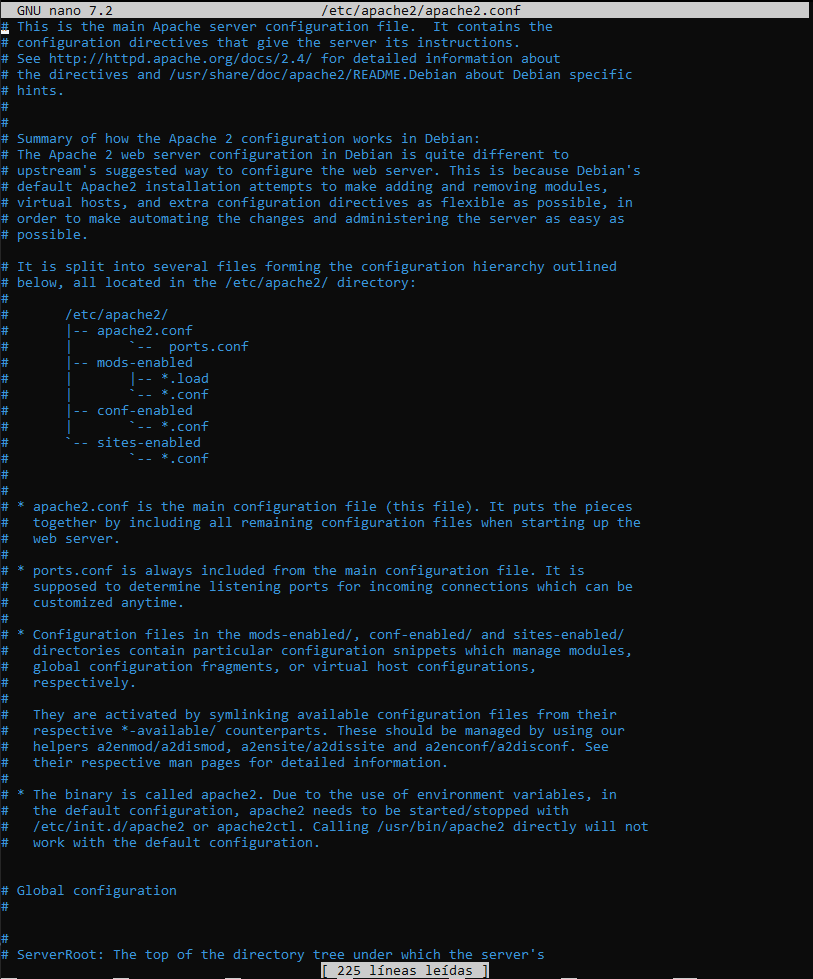 GNU nano 7.2 /etc/apache2/apache2.conf
# This is the main Apache server configuration file.  It contains the
# configuration directives that give the server its instructions.
# See http://httpd.apache.org/docs/2.4/ for detailed information about
# the directives and /usr/share/doc/apache2/README.Debian about Debian specific
# hints.
#
#
# Summary of how the Apache 2 configuration works in Debian:
# The Apache 2 web server configuration in Debian is quite different to
# upstream's suggested way to configure the web server. This is because Debian's
# default Apache2 installation attempts to make adding and removing modules,
# virtual hosts, and extra configuration directives as flexible as possible, in
# order to make automating the changes and administering the server as easy as
# possible.

# It is split into several files forming the configuration hierarchy outlined
# below, all located in the /etc/apache2/ directory:
#
#       /etc/apache2/
#       |-- apache2.conf
#       |       `--  ports.conf
#       |-- mods-enabled
#       |       |-- *.load
#       |       `-- *.conf
#       |-- conf-enabled
#       |       `-- *.conf
#       `-- sites-enabled
#               `-- *.conf
#
#
# * apache2.conf is the main configuration file (this file). It puts the pieces
#   together by including all remaining configuration files when starting up the
#   web server.
#
# * ports.conf is always included from the main configuration file. It is
#   supposed to determine listening ports for incoming connections which can be
#   customized anytime.
#
# * Configuration files in the mods-enabled/, conf-enabled/ and sites-enabled/
#   directories contain particular configuration snippets which manage modules,
#   global configuration fragments, or virtual host configurations,
#   respectively.
#
#   They are activated by symlinking available configuration files from their
#   respective *-available/ counterparts. These should be managed by using our
#   helpers a2enmod/a2dismod, a2ensite/a2dissite and a2enconf/a2disconf. See
#   their respective man pages for detailed information.
#
# * The binary is called apache2. Due to the use of environment variables, in
#   the default configuration, apache2 needs to be started/stopped with
#   /etc/init.d/apache2 or apache2ctl. Calling /usr/bin/apache2 directly will not
#   work with the default configuration.


# Global configuration
#

#
# ServerRoot: The top of the directory tree under which the server's
[ 225 líneas leídas ]